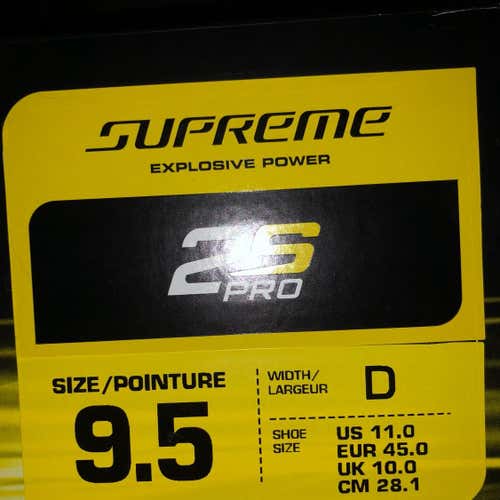 SUPREME
EXPLOSIVE POWER
2S
PRO
SIZE/POINTURE
9.5
WIDTH/
LARGEUR
D
SHOE
SIZE
US 11.0
EUR 45.0
UK 10.0
CM 28.1